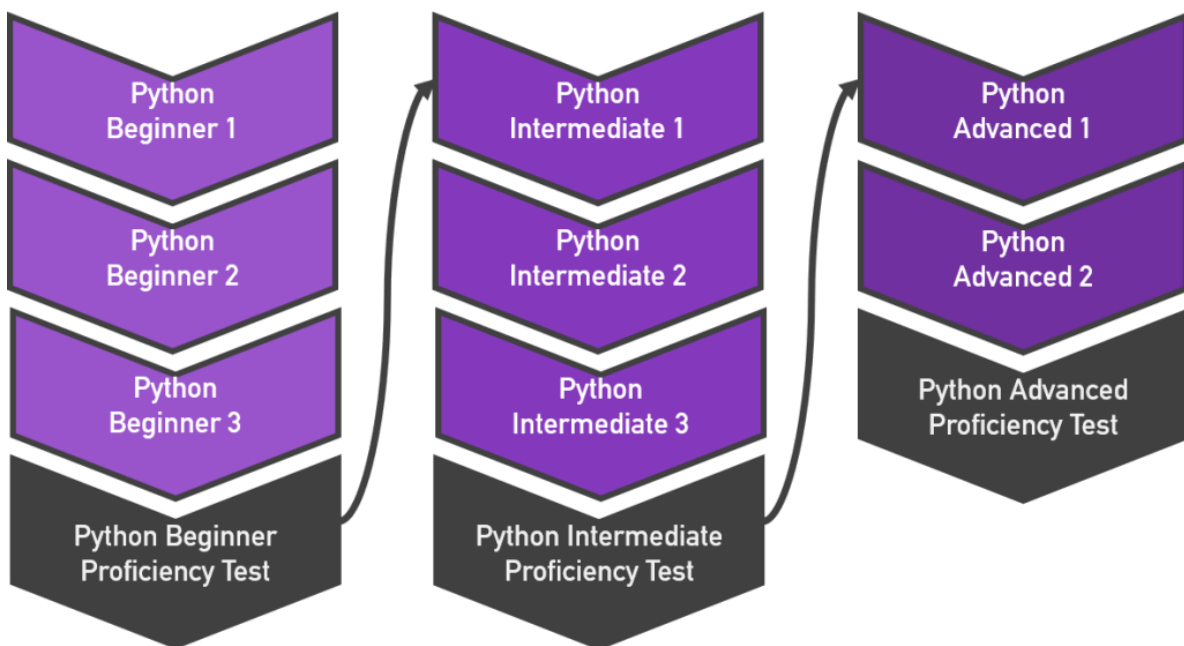 Python
Beginner 1
Python
Beginner 2
Python
Beginner 3
Python Beginner
Proficiency Test
Python
Intermediate 1
Python
Intermediate 2
Python
Intermediate 3
Python Intermediate
Proficiency Test
Python
Advanced 1
Python
Advanced 2
Python Advanced
Proficiency Test